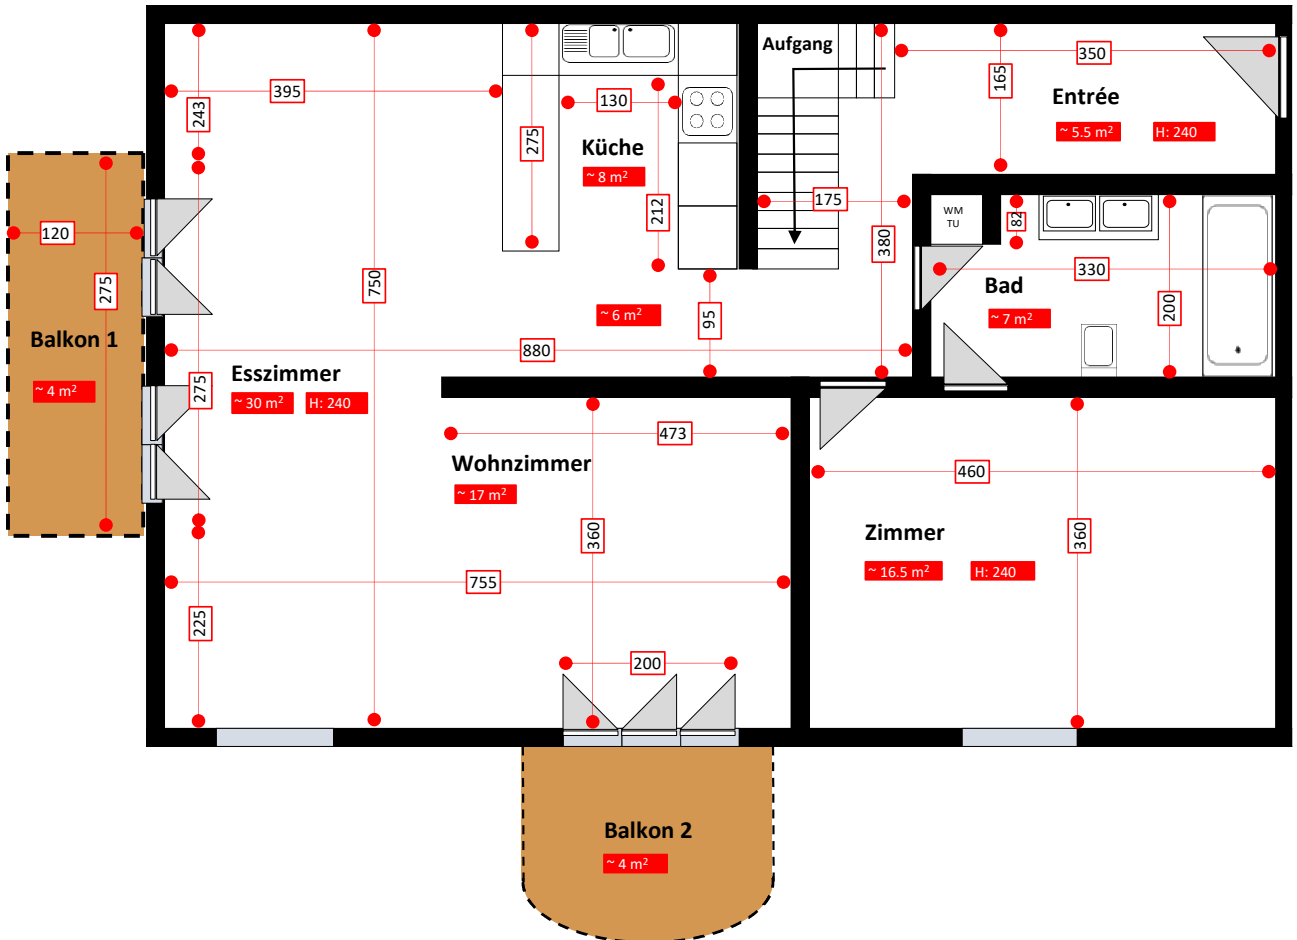 Aufgang
350
165
Entrée
~ 5.5 m²
H: 240
395
243
130
275
Küche
~ 8 m²
212
175
WM
TU
82
380
330
Bad
~ 7 m²
200
120
275
Balkon 1
~ 4 m²
750
~ 6 m²
95
880
275
Esszimmer
~ 30 m²
H: 240
473
Wohnzimmer
~ 17 m²
360
460
Zimmer
~ 16.5 m²
H: 240
360
755
225
200
Balkon 2
~ 4 m²